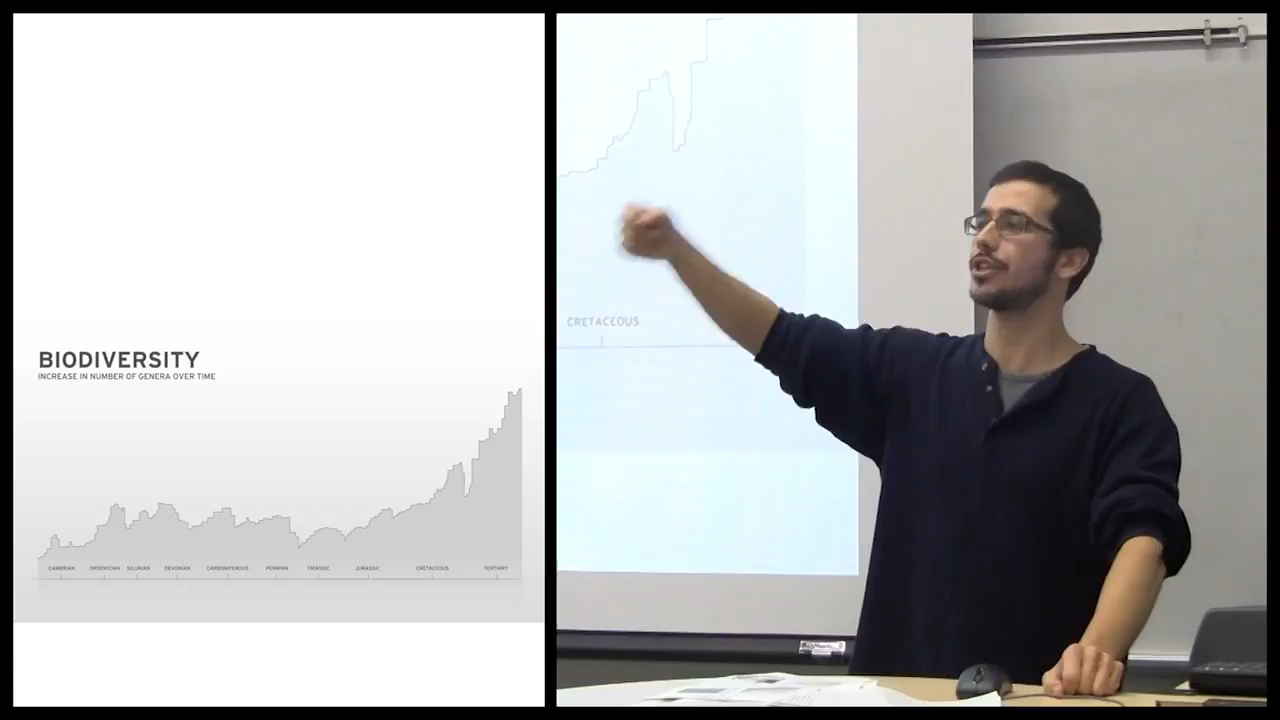 BIODIVERSITY
INCREASE IN NUMBER OF GENERA OVER TIME
CAMBRIAN ORDOVICIAN SILURIAN DEVONIAN CARBONIFEROUS PERMIAN TRIASSIC JURASSIC CRETACEOUS TERTIARY
CRETACEOUS